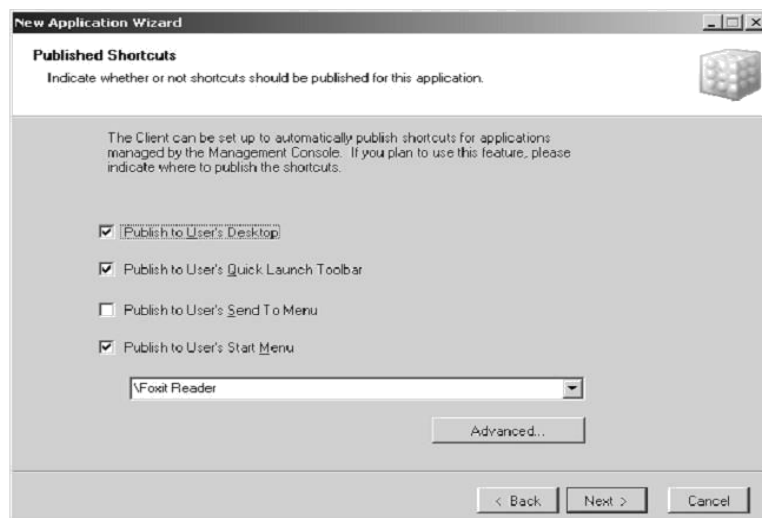 New Application Wizard
Published Shortcuts
Indicate whether or not shortcuts should be published for this application.
The Client can be set up to automatically publish shortcuts for applications
managed by the Management Console. If you plan to use this feature, please
indicate where to publish the shortcuts.
Publish to User's Desktop
Publish to User's Quick Launch Toolbar
Publish to User's Send To Menu
Publish to User's Start Menu
\Foxit Reader
Advanced...
< Back Next > Cancel